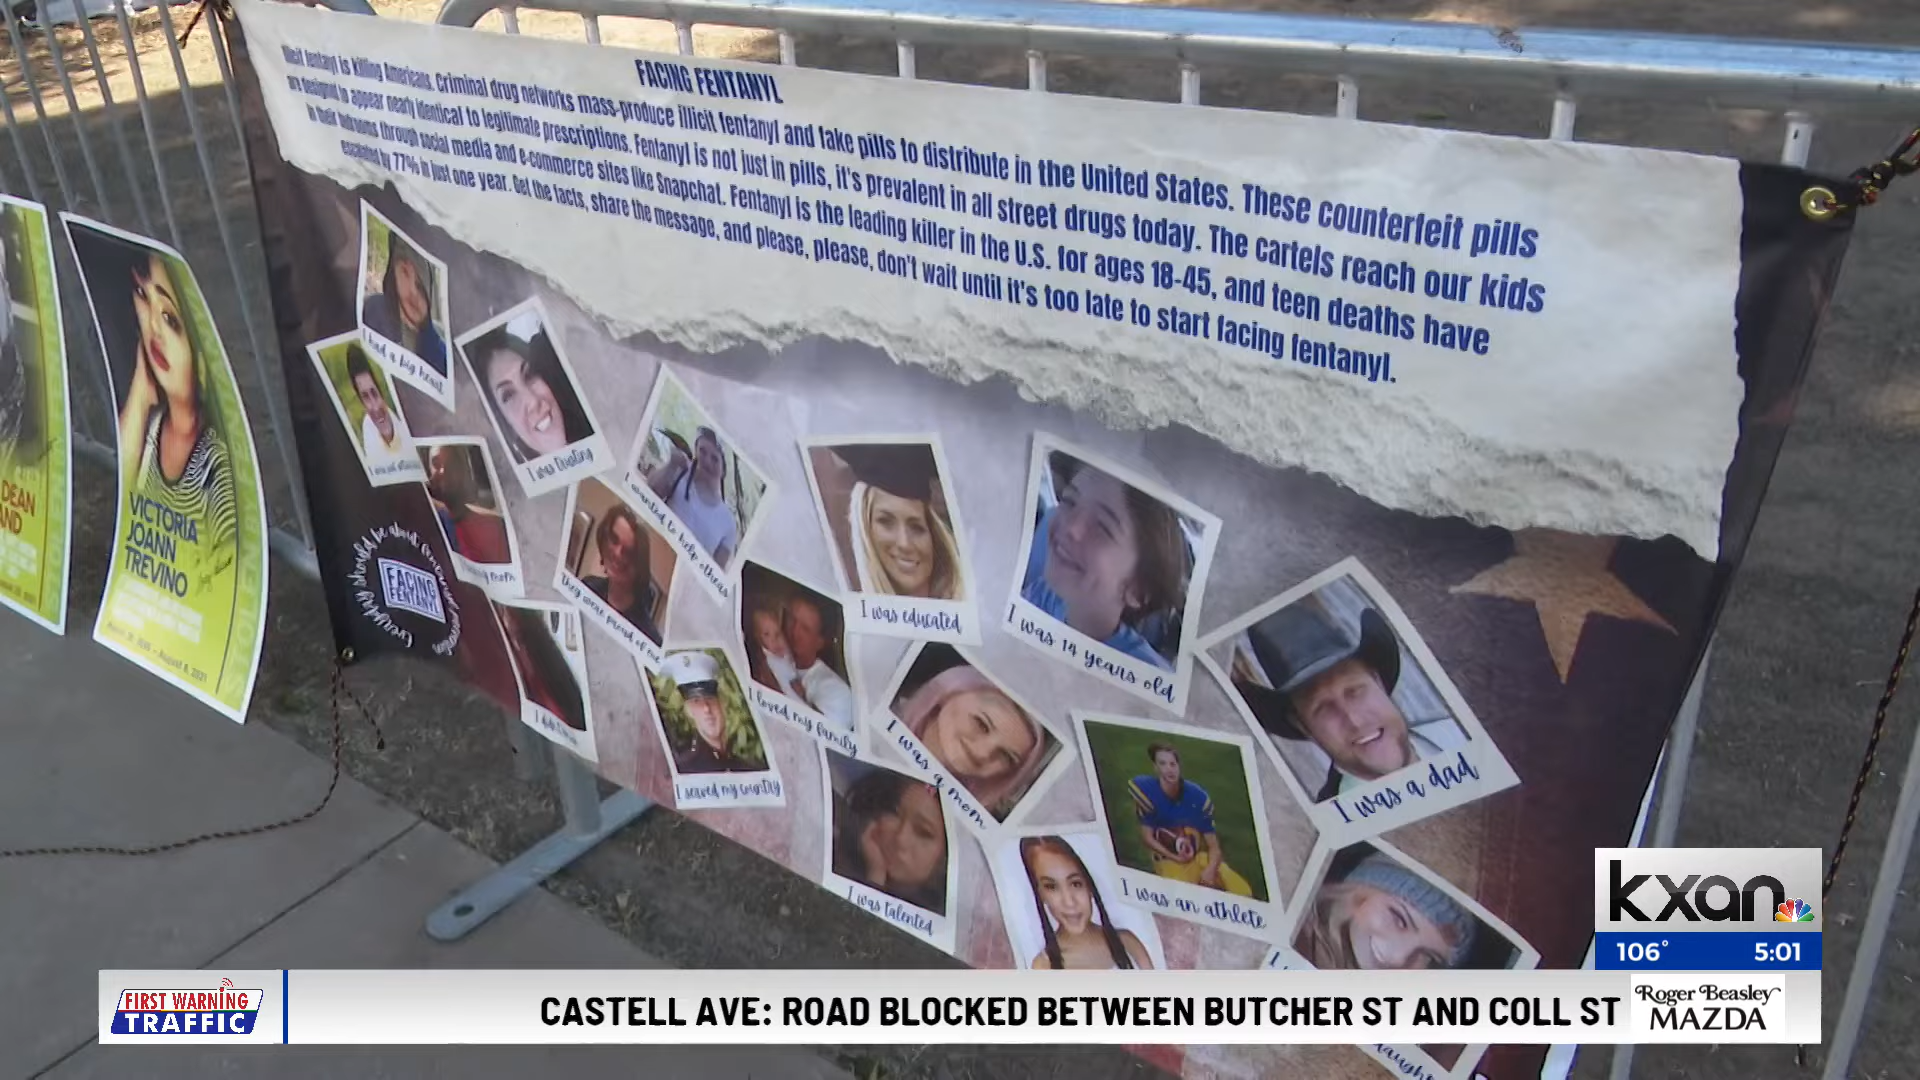 FACING FENTANYL
Illicit fentanyl is killing Americans. Criminal drug networks mass-produce illicit fentanyl and fake pills to distribute in the United States. These counterfeit pills
are designed to appear nearly identical to legitimate prescriptions. Fentanyl is not just in pills, it's prevalent in all street drugs today. The cartels reach our kids
in their bedrooms through social media and e-commerce sites like Snapchat. Fentanyl is the leading killer in the U.S. for ages 18-45, and teen deaths have
escalated by 77% in just one year. Get the facts, share the message, and please, please, don't wait until it's too late to start facing fentanyl.
I had a big heart
I was trusting
I wanted to help others
They were proud of me
I was educated
I was 14 years old
I was a dad
I loved my family
I was a mom
I served my country
I was talented
I was an athlete
FACING
FENTANYL
DEAN
VICTORIA
JOANN
TREVINO
kxan
106° 5:01
FIRST WARNING
TRAFFIC
CASTELL AVE: ROAD BLOCKED BETWEEN BUTCHER ST AND COLL ST
Roger Beasley
MAZDA